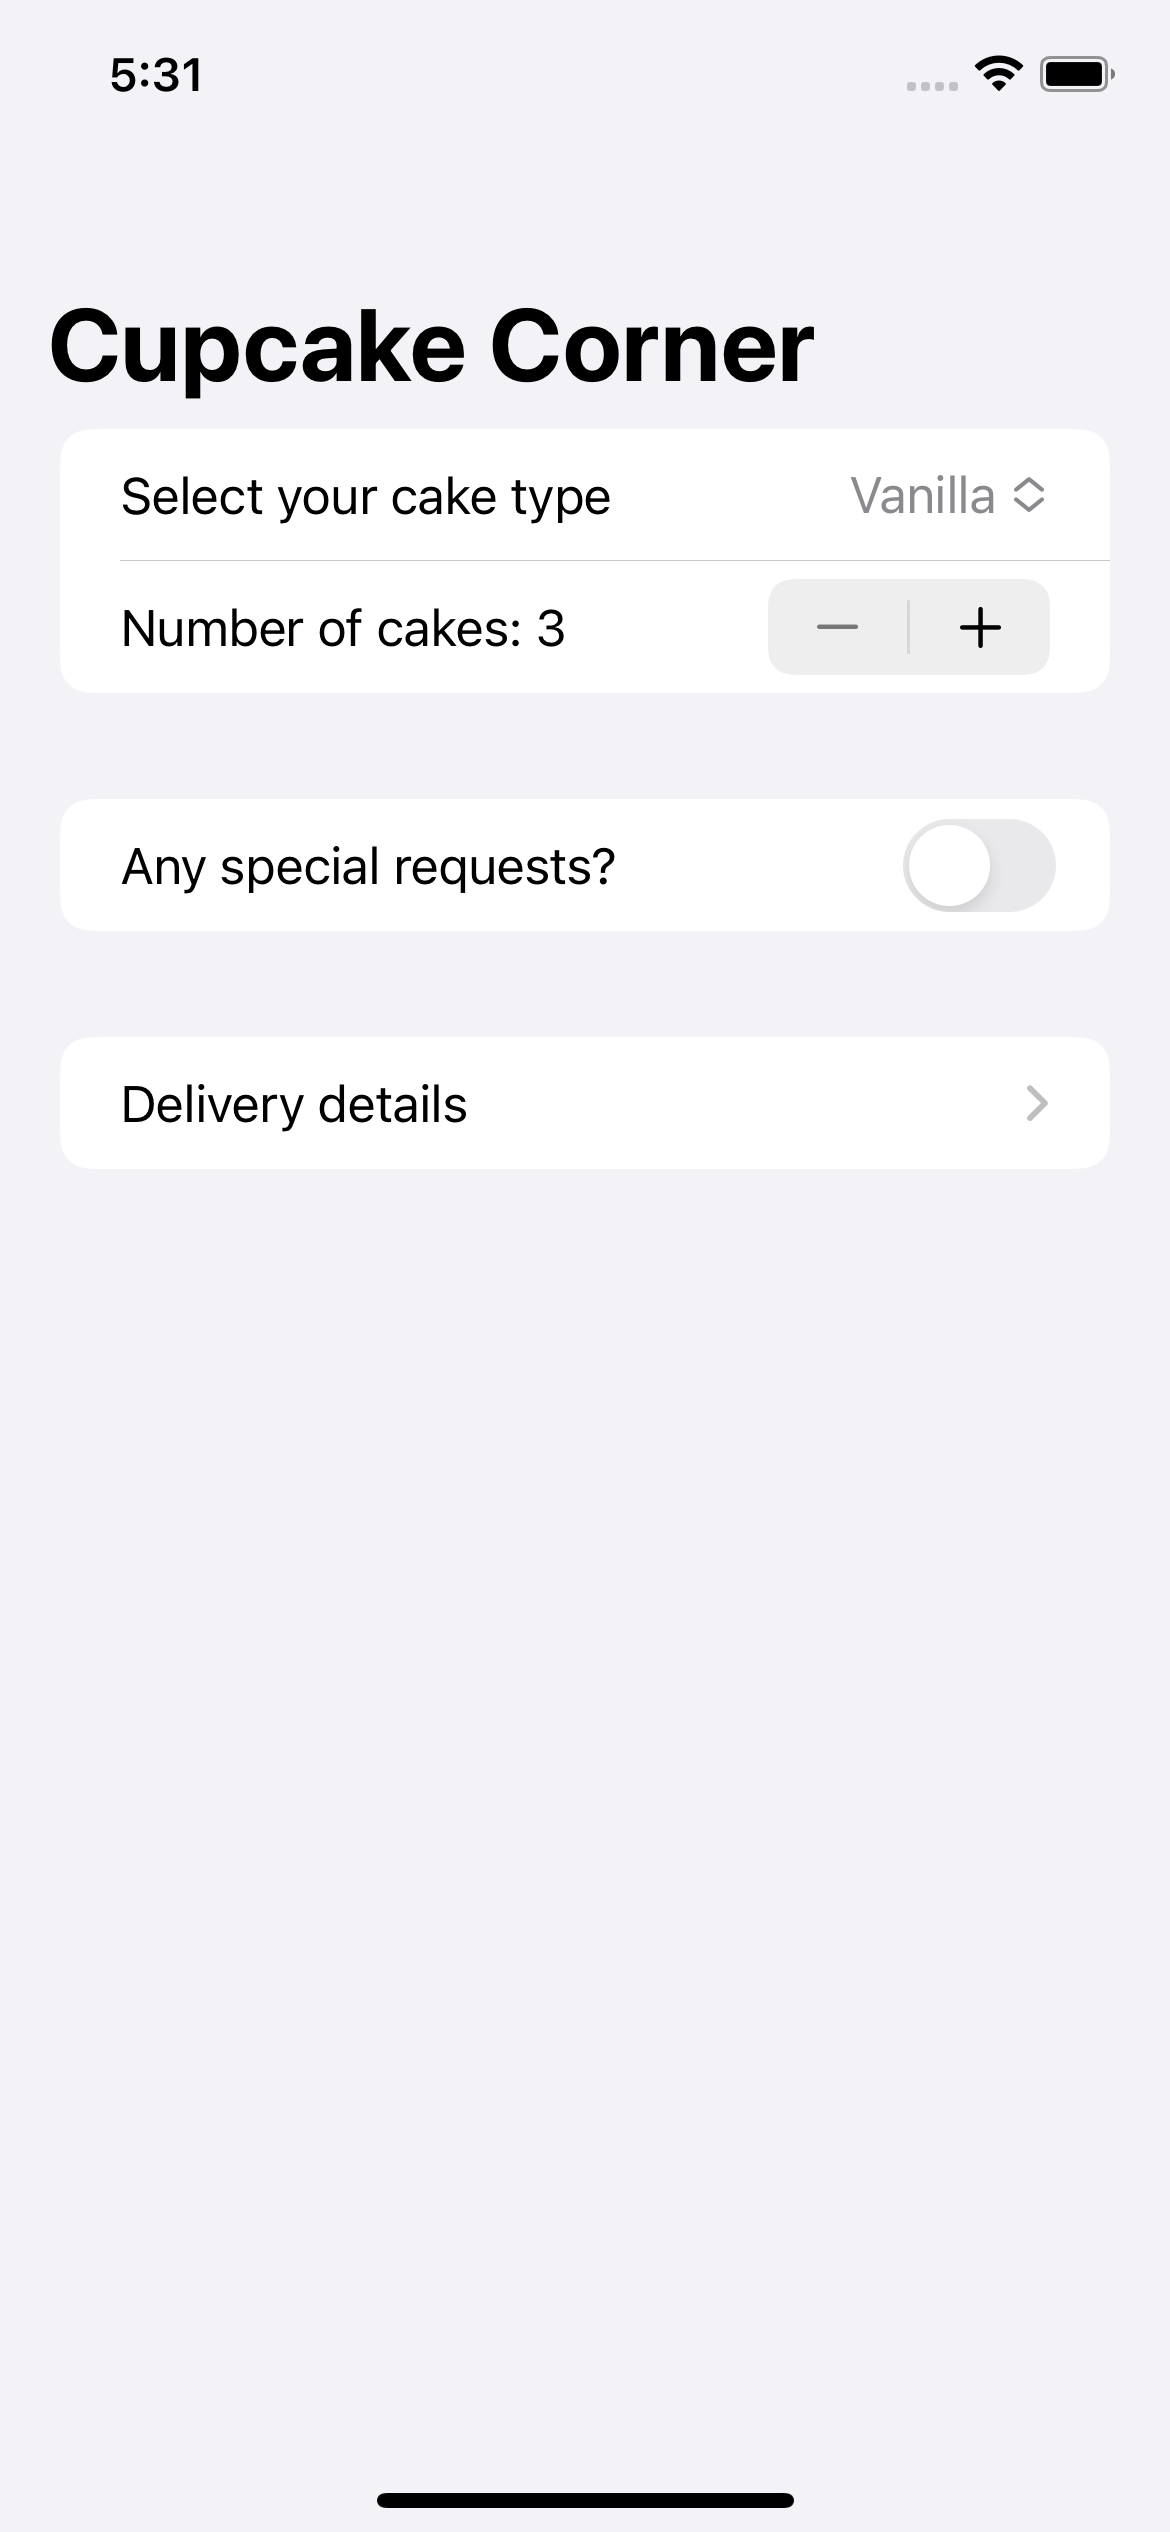 5:31
Cupcake Corner
Select your cake type Vanilla
Number of cakes: 3
Any special requests?
Delivery details